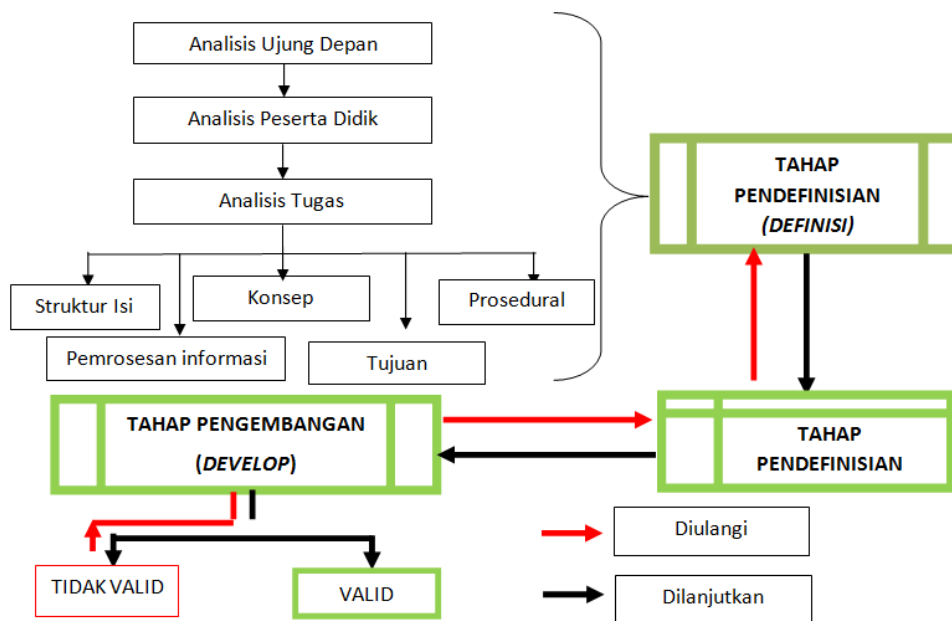 Analisis Ujung Depan
Analisis Peserta Didik
Analisis Tugas
Struktur Isi
Konsep
Prosedural
Pemrosesan informasi
Tujuan
TAHAP
PENDEFINISIAN
(DEFINISI)
TAHAP PENGEMBANGAN
(DEVELOP)
TAHAP
PENDEFINISIAN
TIDAK VALID
VALID
Diulangi
Dilanjutkan